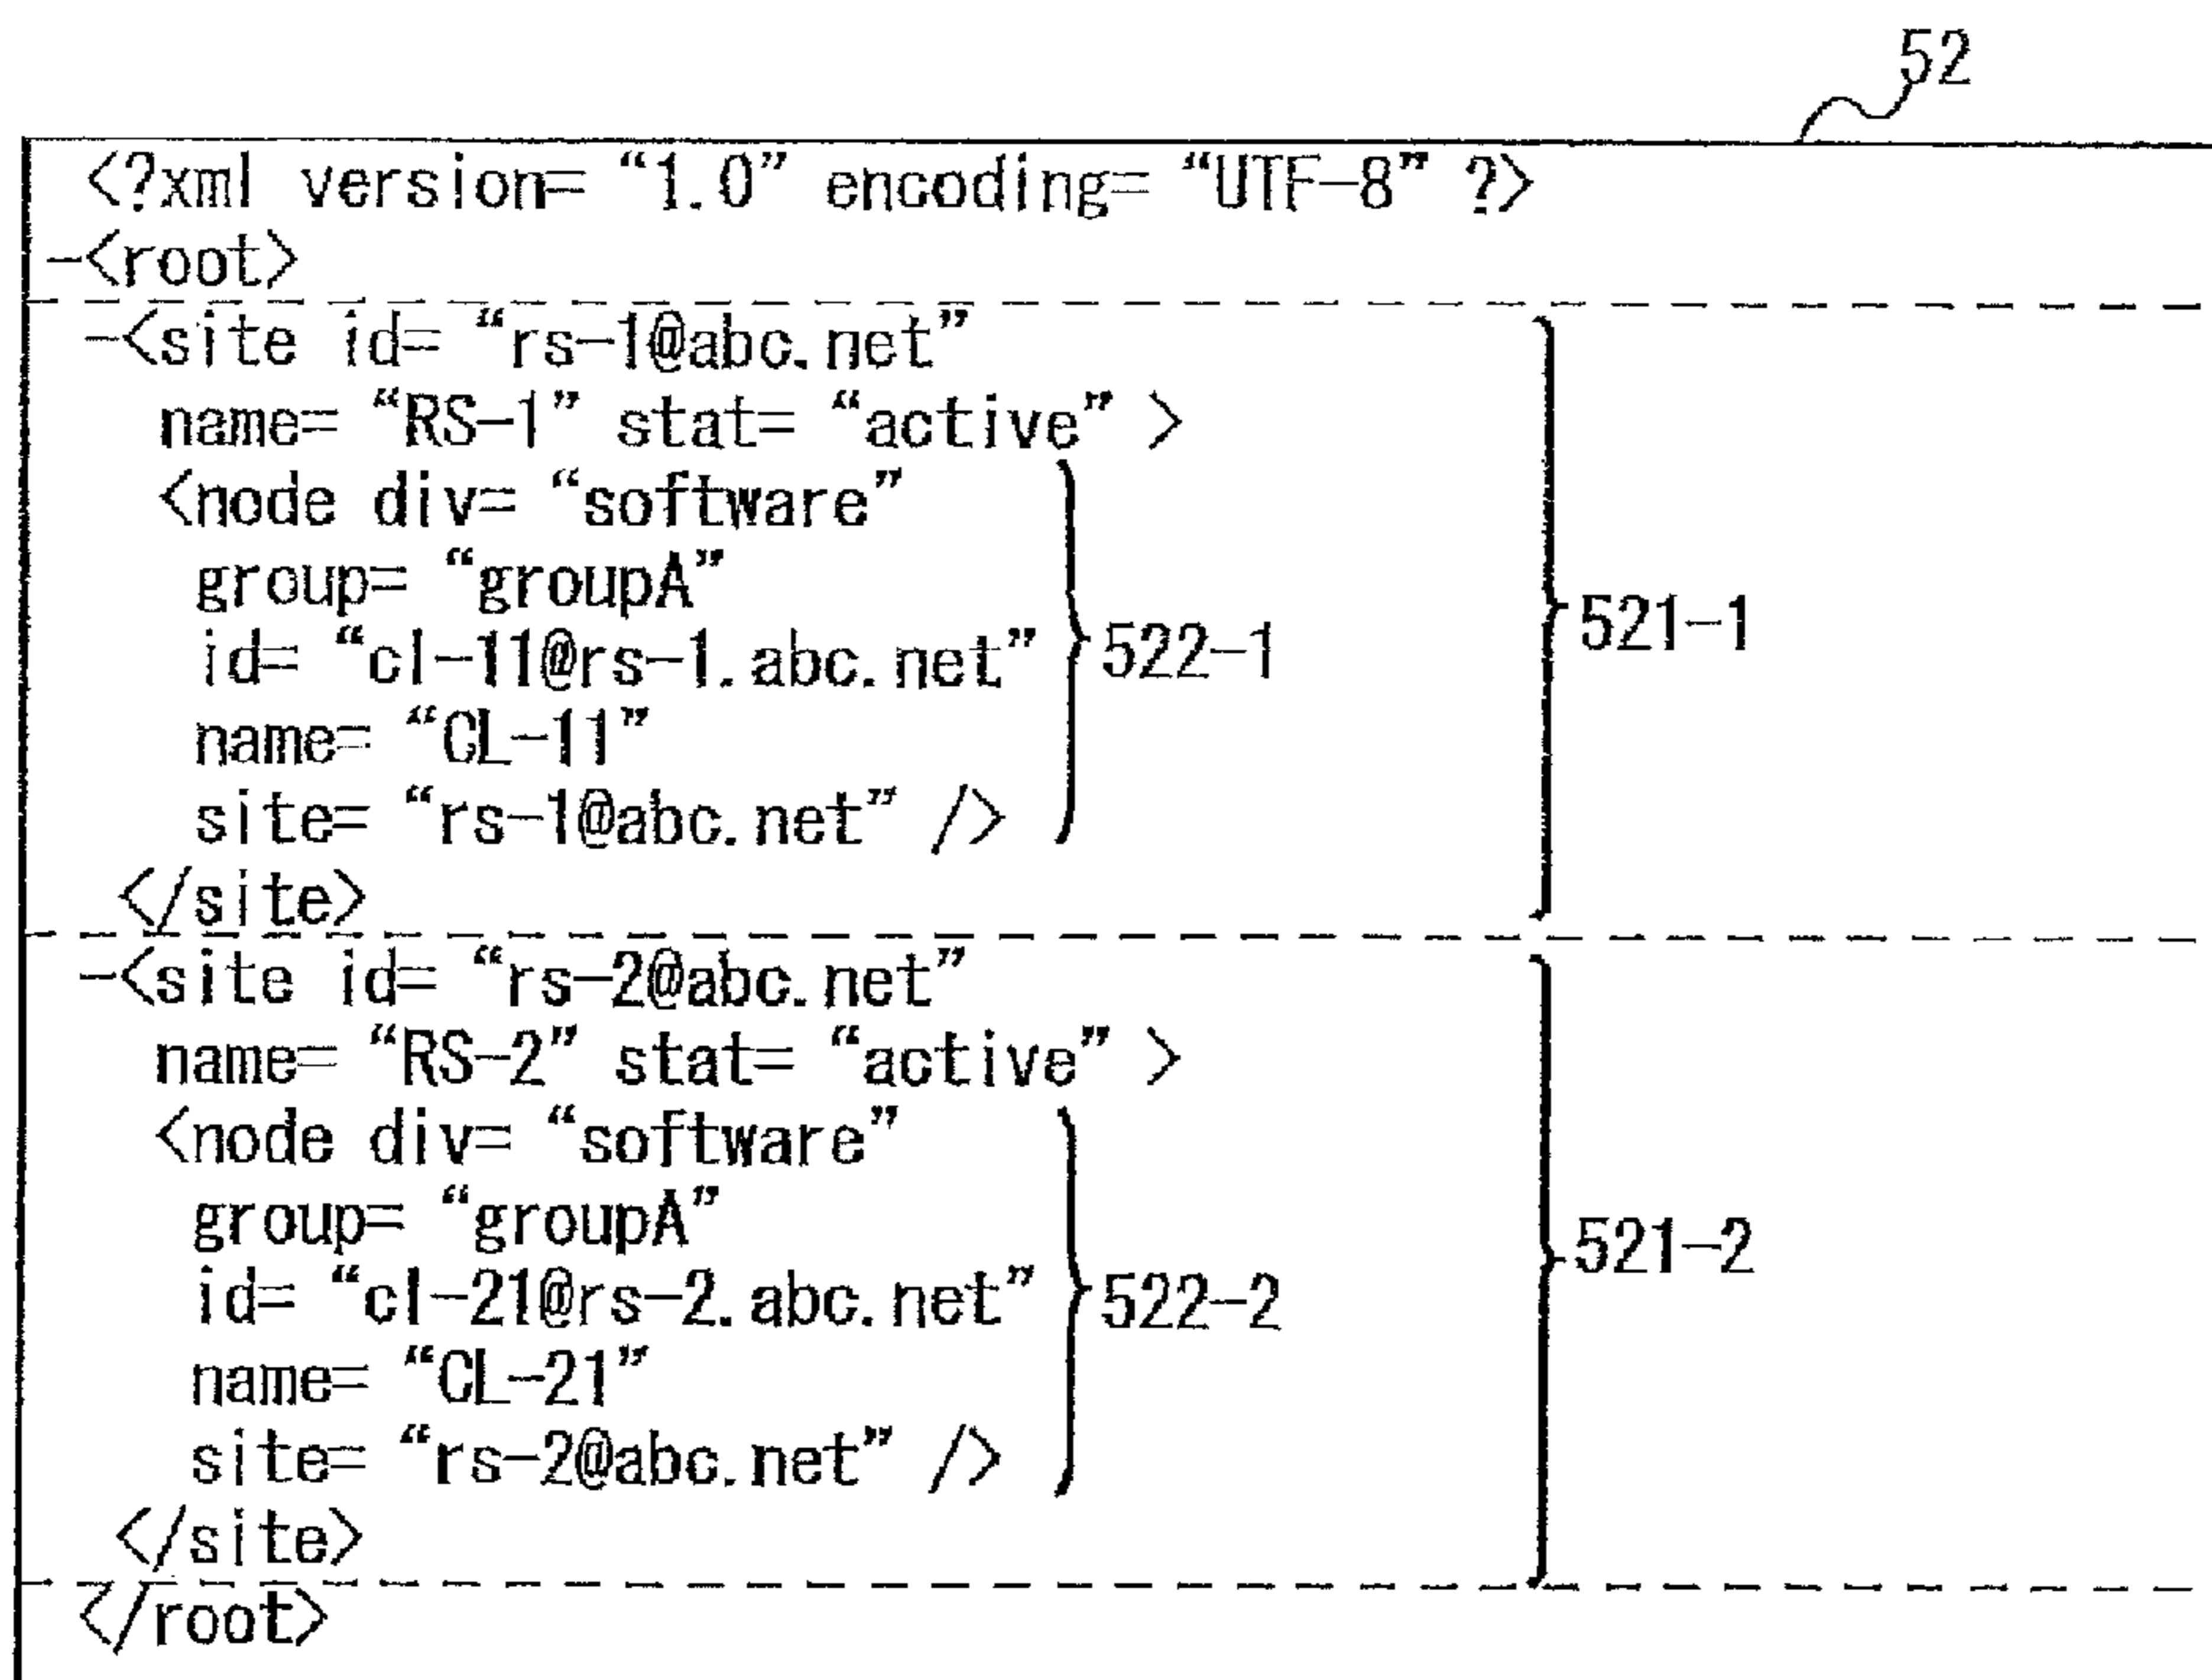 52
<?xml version= “1.0” encoding= “UTF-8” ?>
-<root>
-<site id= “rs-1@abc.net”
name= “RS-1” stat= “active” >
<node div= “software”
group= “groupA”
id= “cl-11@rs-1.abc.net”
522-1
521-1
name= “CL-11”
site= “rs-1@abc.net” />
</site>
-<site id= “rs-2@abc.net”
name= “RS-2” stat= “active” >
<node div= “software”
group= “groupA”
id= “cl-21@rs-2.abc.net”
522-2
521-2
name= “CL-21”
site= “rs-2@abc.net” />
</site>
</root>